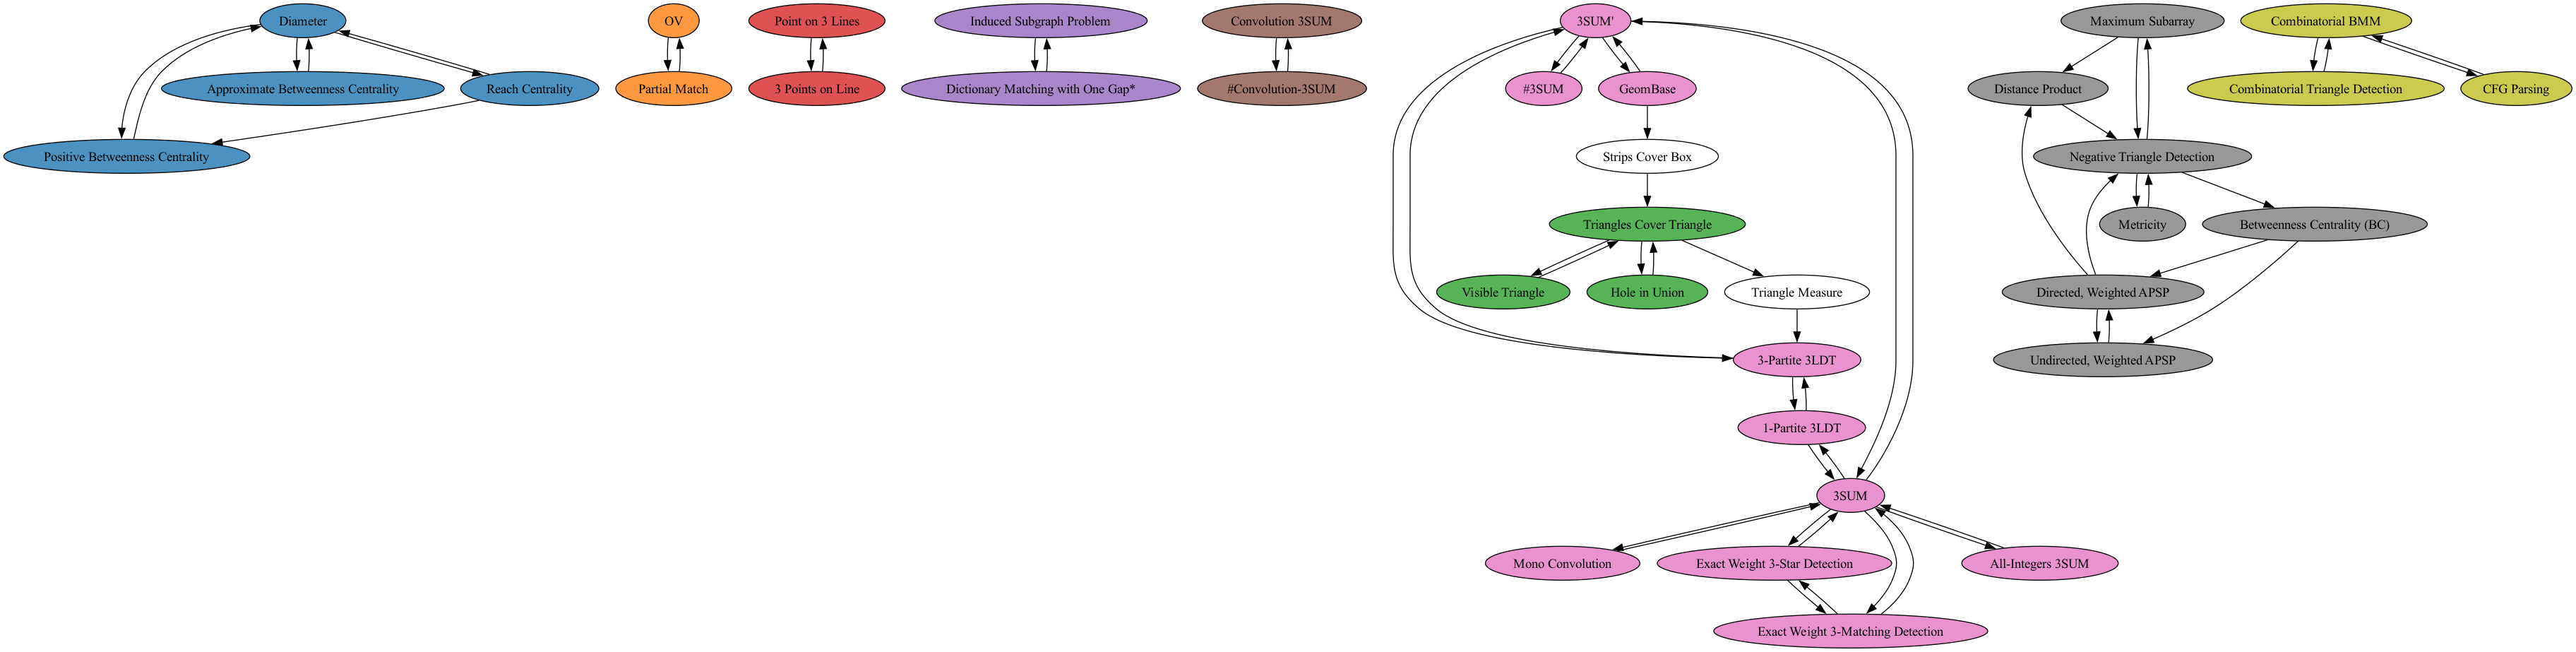 Diameter
OV
Point on 3 Lines
Induced Subgraph Problem
Convolution 3SUM
3SUM'
Maximum Subarray
Combinatorial BMM
Approximate Betweenness Centrality
Reach Centrality
Partial Match
3 Points on Line
Dictionary Matching with One Gap*
#Convolution-3SUM
#3SUM
GeomBase
Distance Product
Combinatorial Triangle Detection
CFG Parsing
Positive Betweenness Centrality
Strips Cover Box
Negative Triangle Detection
Triangles Cover Triangle
Metricity
Betweenness Centrality (BC)
Visible Triangle
Hole in Union
Triangle Measure
Directed, Weighted APSP
3-Partite 3LDT
Undirected, Weighted APSP
1-Partite 3LDT
3SUM
Mono Convolution
Exact Weight 3-Star Detection
All-Integers 3SUM
Exact Weight 3-Matching Detection